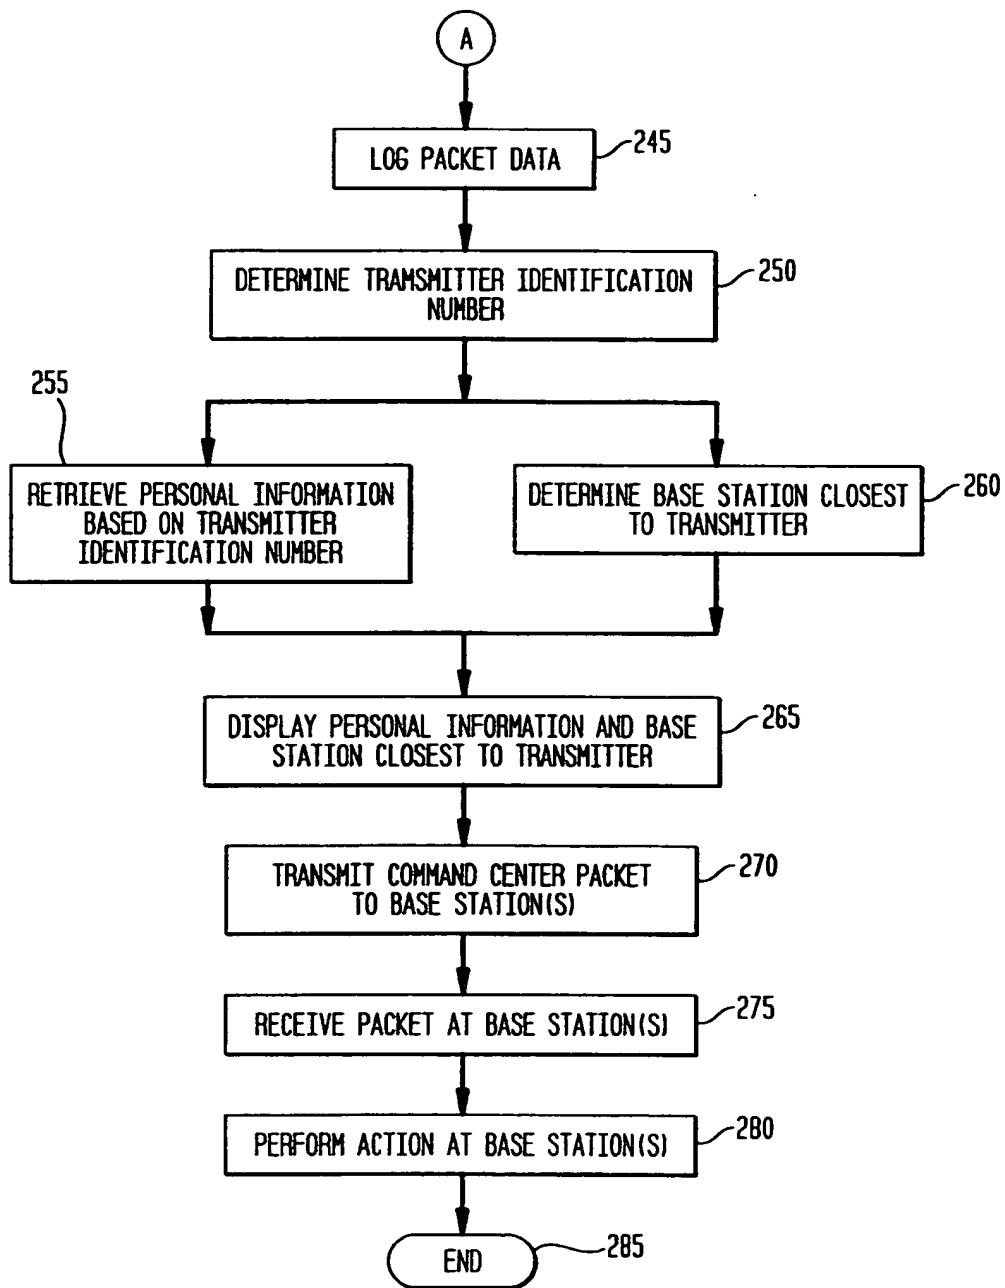 A
LOG PACKET DATA
245
DETERMINE TRAMSMITTER IDENTIFICATION
NUMBER
250
255
RETRIEVE PERSONAL INFORMATION
BASED ON TRANSMITTER
IDENTIFICATION NUMBER
DETERMINE BASE STATION CLOSEST
TO TRANSMITTER
260
DISPLAY PERSONAL INFORMATION AND BASE
STATION CLOSEST TO TRANSMITTER
265
TRANSMIT COMMAND CENTER PACKET
TO BASE STATION(S)
270
RECEIVE PACKET AT BASE STATION(S)
275
PERFORM ACTION AT BASE STATION(S)
280
END
285